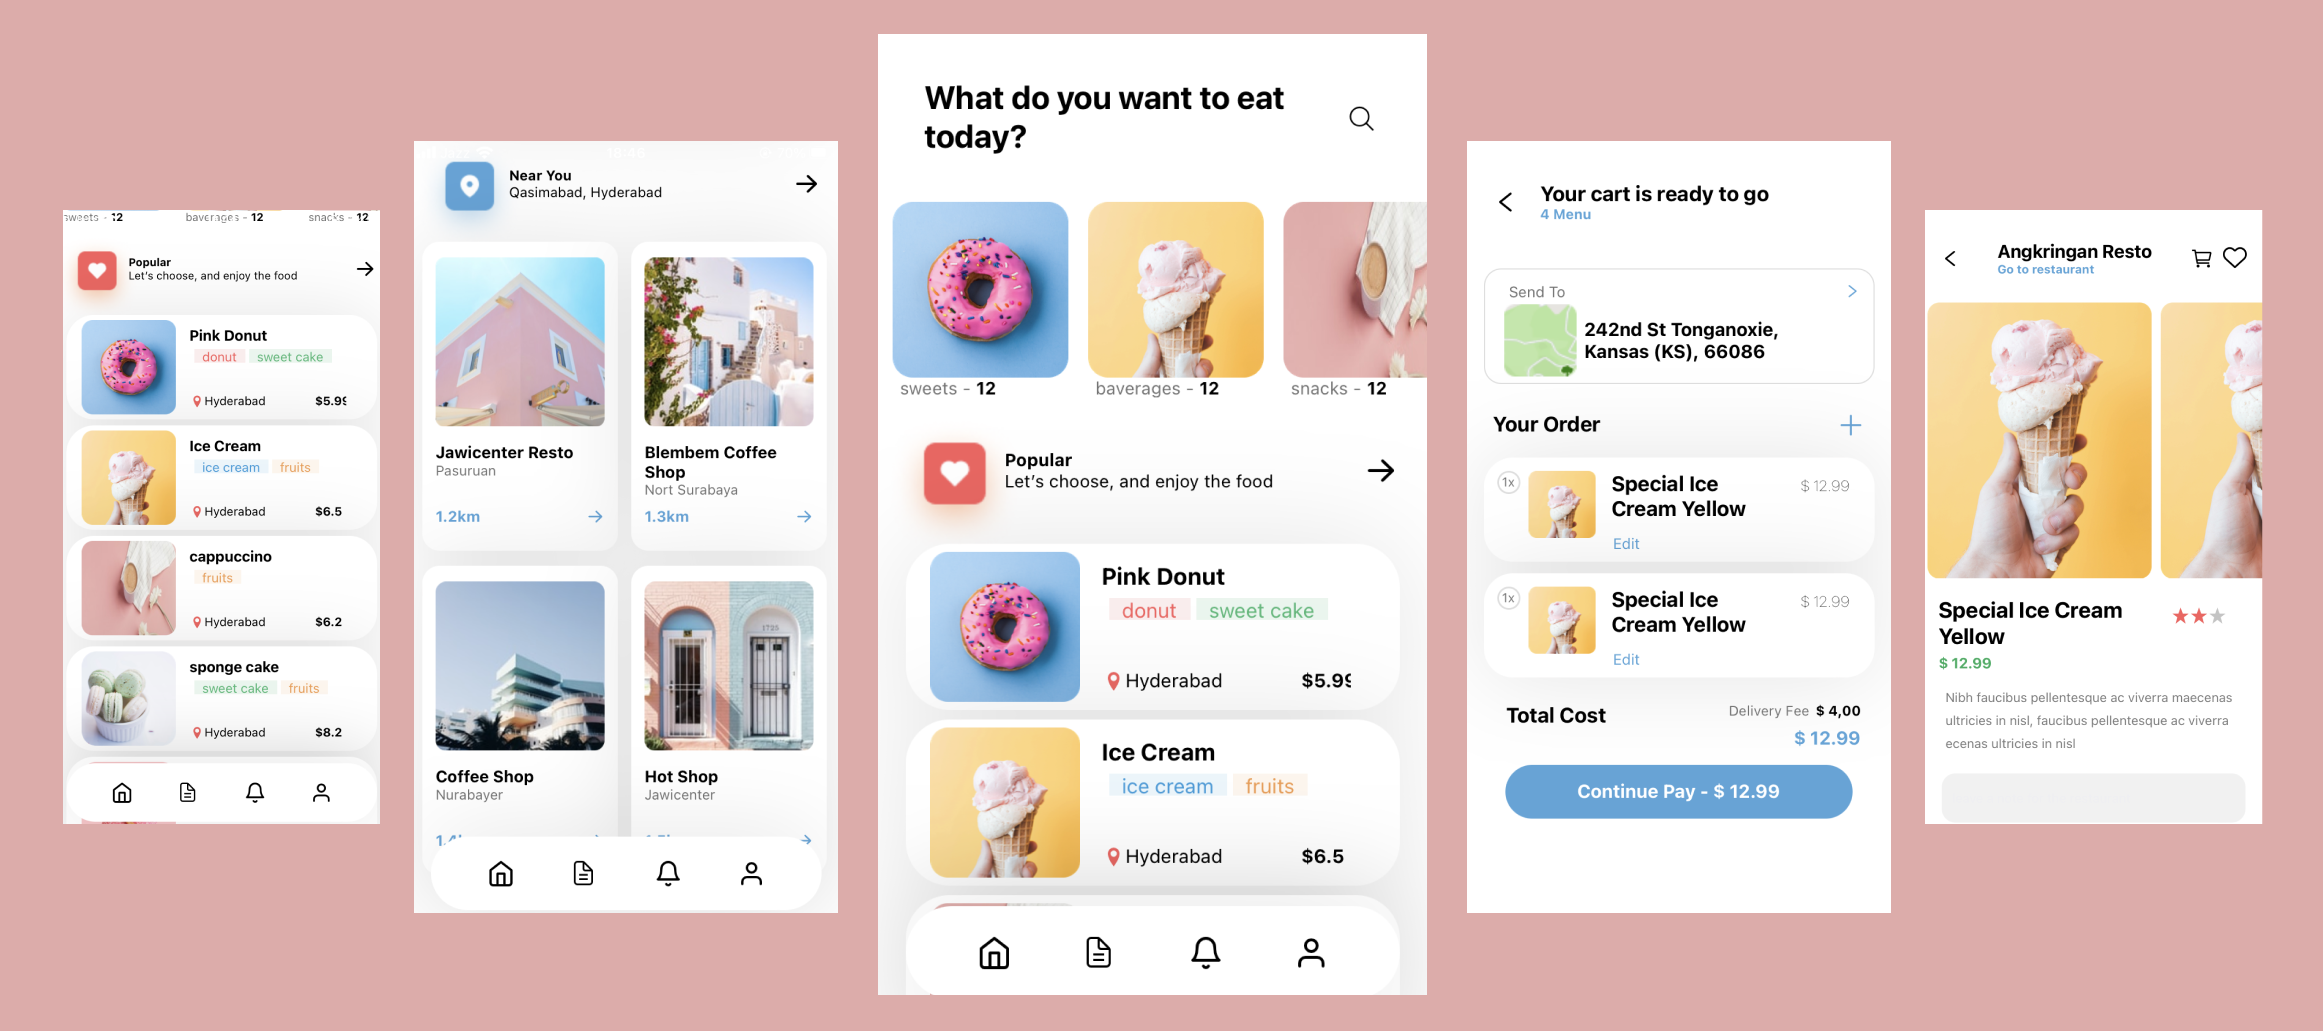 sweets - 12
baverages - 12
snacks - 12
Popular
Let's choose, and enjoy the food
Pink Donut
donut
sweet cake
Hyderabad
$5.99
Ice Cream
ice cream
fruits
Hyderabad
$6.5
cappuccino
fruits
Hyderabad
$6.2
sponge cake
sweet cake
fruits
Hyderabad
$8.2
Near You
Qasimabad, Hyderabad
Jawicenter Resto
Pasuruan
1.2km
Blembem Coffee
Shop
Nort Surabaya
1.3km
Coffee Shop
Nurabayer
Hot Shop
1725
Jawicenter
What do you want to eat
today?
sweets - 12
baverages - 12
snacks - 12
Popular
Let's choose, and enjoy the food
Pink Donut
donut
sweet cake
Hyderabad
$5.99
Ice Cream
ice cream
fruits
Hyderabad
$6.5
Your cart is ready to go
4 Menu
Send To
242nd St Tonganoxie,
Kansas (KS), 66086
Your Order
1x
Special Ice
Cream Yellow
$ 12.99
Edit
1x
Special Ice
Cream Yellow
$ 12.99
Edit
Total Cost
Delivery Fee $ 4,00
$ 12.99
Continue Pay - $ 12.99
Angkringan Resto
Go to restaurant
Special Ice Cream
Yellow
$ 12.99
Nibh faucibus pellentesque ac viverra maecenas
ultricies in nisl, faucibus pellentesque ac viverra
ecenas ultricies in nisl